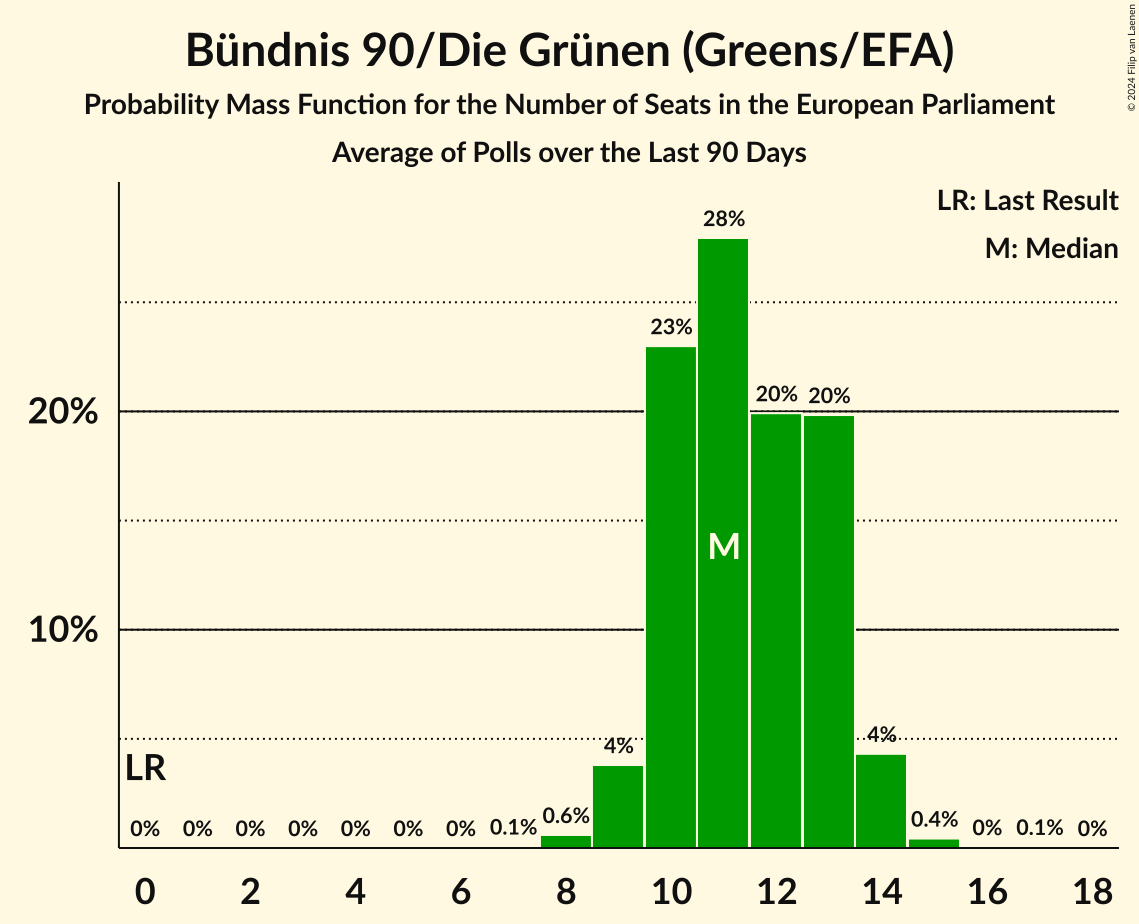 Bündnis 90/Die Grünen (Greens/EFA)
Probability Mass Function for the Number of Seats in the European Parliament
Average of Polls over the Last 90 Days
© 2024 Filip van Laenen
LR: Last Result
M: Median
28%
23%
20% 20%
20%
M
10%
4%
4%
LR
0% 0% 0% 0% 0% 0% 0% 0.1% 0.6% 0.4% 0% 0.1% 0%
0 2 4 6 8 10 12 14 16 18